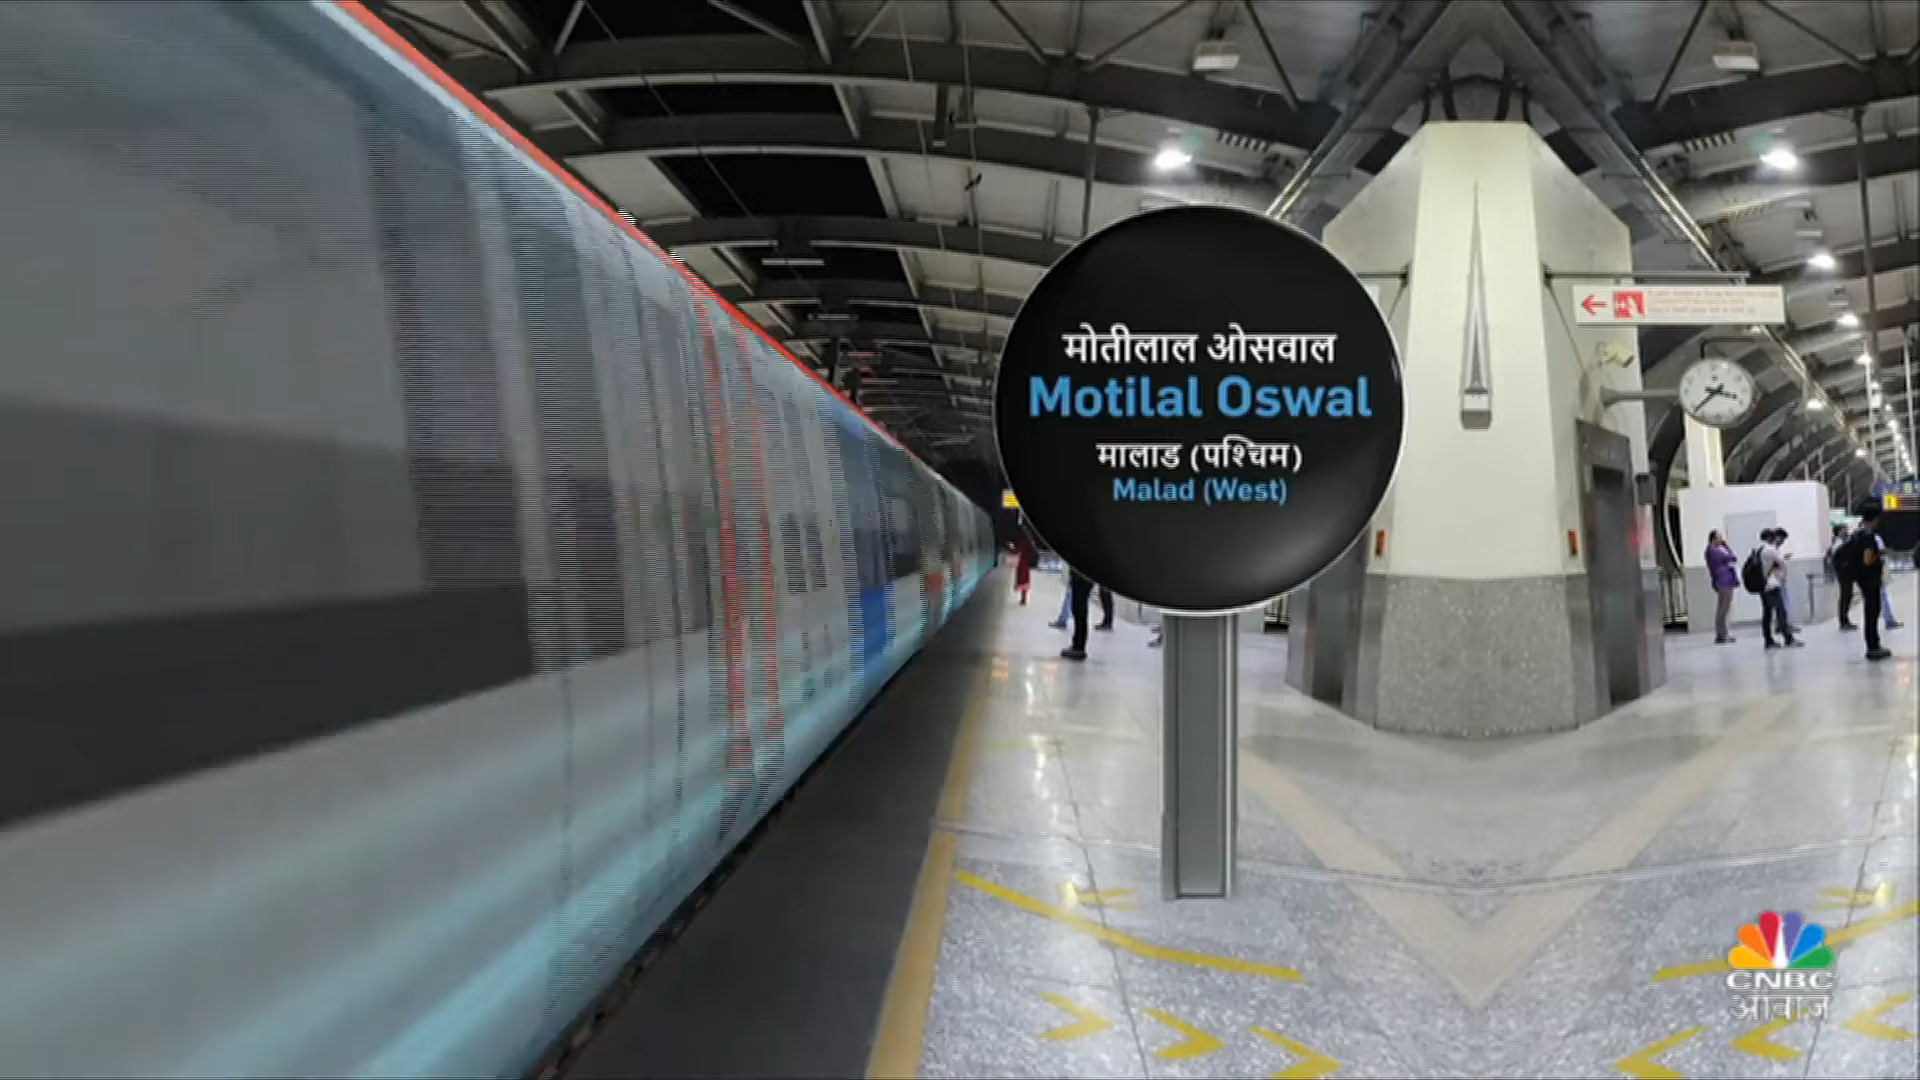 मोतीलाल ओसवाल
Motilal Oswal
मालाड (पश्चिम)
Malad (West)
CNBC
आवाज़